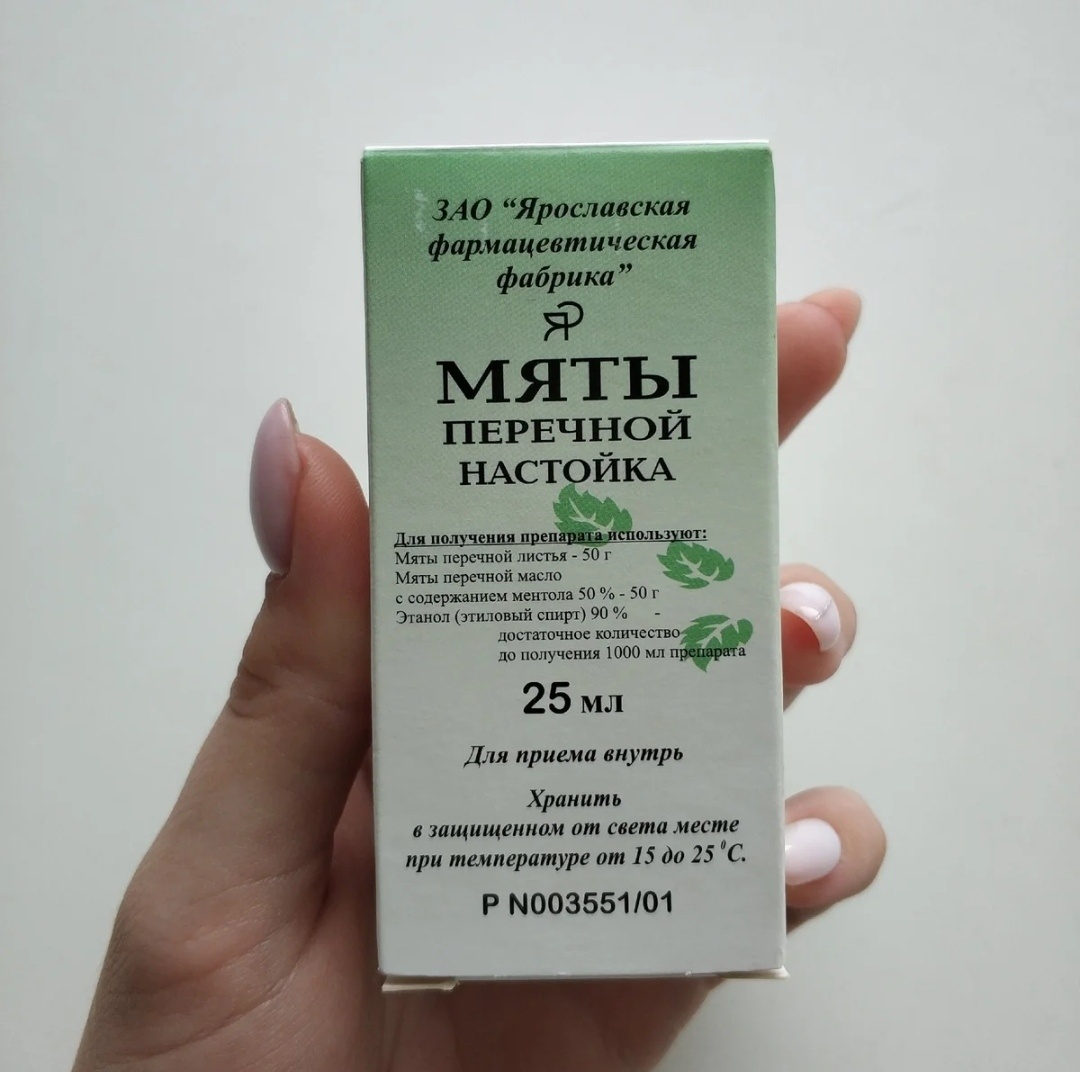 ЗАО “Ярославская
фармацевтическая
фабрика”
ЯР
МЯТЫ
ПЕРЕЧНОЙ
НАСТОЙКА
Для получения препарата используют:
Мяты перечной листья - 50 г
Мяты перечной масло
с содержанием ментола 50 % - 50 г
Этанол (этиловый спирт) 90 % -
достаточное количество
до получения 1000 мл препарата
25 мл
Для приема внутрь
Хранить
в защищенном от света месте
при температуре от 15 до 25 ⁰С.
Р N003551/01